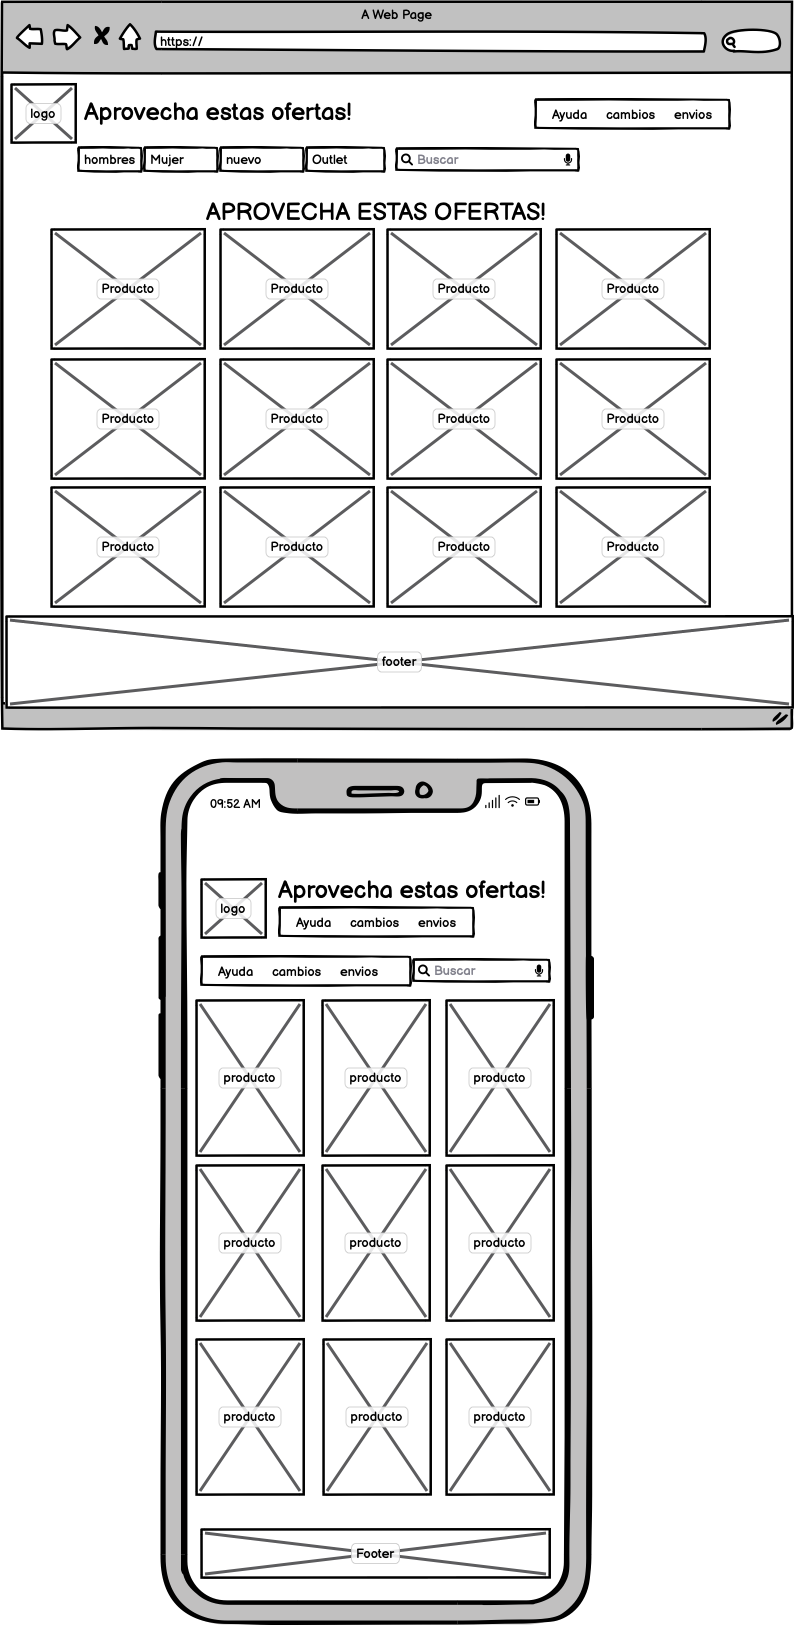 A Web Page
https://
logo
Aprovecha estas ofertas!
Ayuda cambios envios
hombres Mujer nuevo Outlet Buscar
APROVECHA ESTAS OFERTAS!
Producto Producto Producto Producto
Producto Producto Producto Producto
Producto Producto Producto Producto
footer
09:52 AM
logo
Aprovecha estas ofertas!
Ayuda cambios envios
Ayuda cambios envios Buscar
producto producto producto
producto producto producto
producto producto producto
Footer